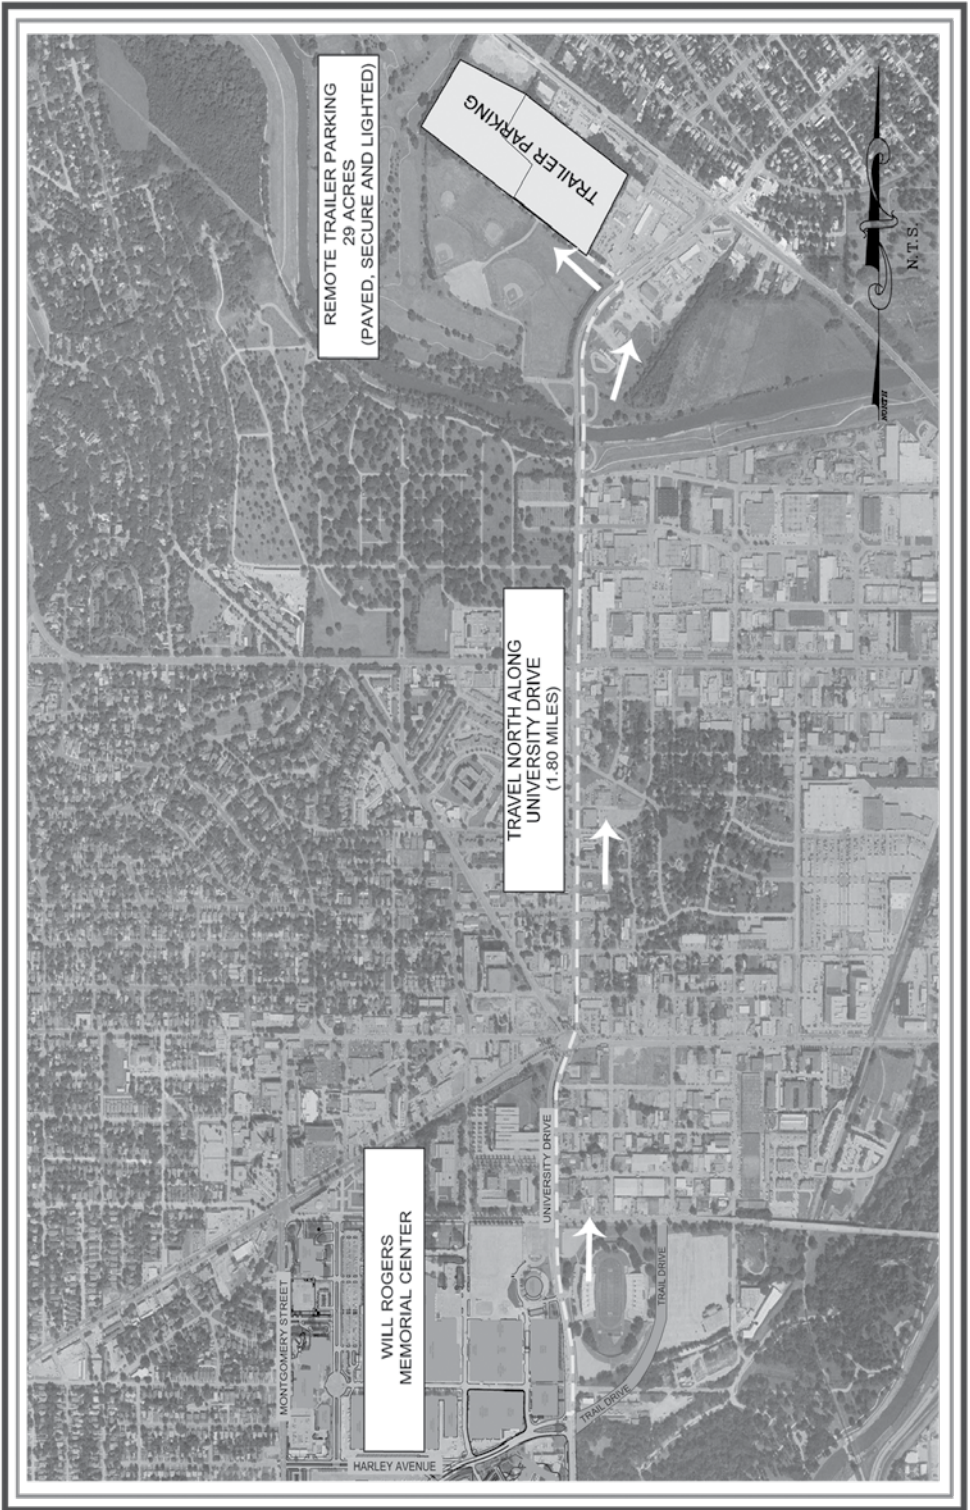 REMOTE TRAILER PARKING
29 ACRES
(PAVED, SECURE AND LIGHTED)
TRAILER PARKING
PARKING
N.T.S.
TRAVEL NORTH ALONG
UNIVERSITY DRIVE
(1.80 MILES)
UNIVERSITY DRIVE
WILL ROGERS
MEMORIAL CENTER
MONTGOMERY STREET
TRAIL DRIVE
TRAIL DRIVE
HARLEY AVENUE